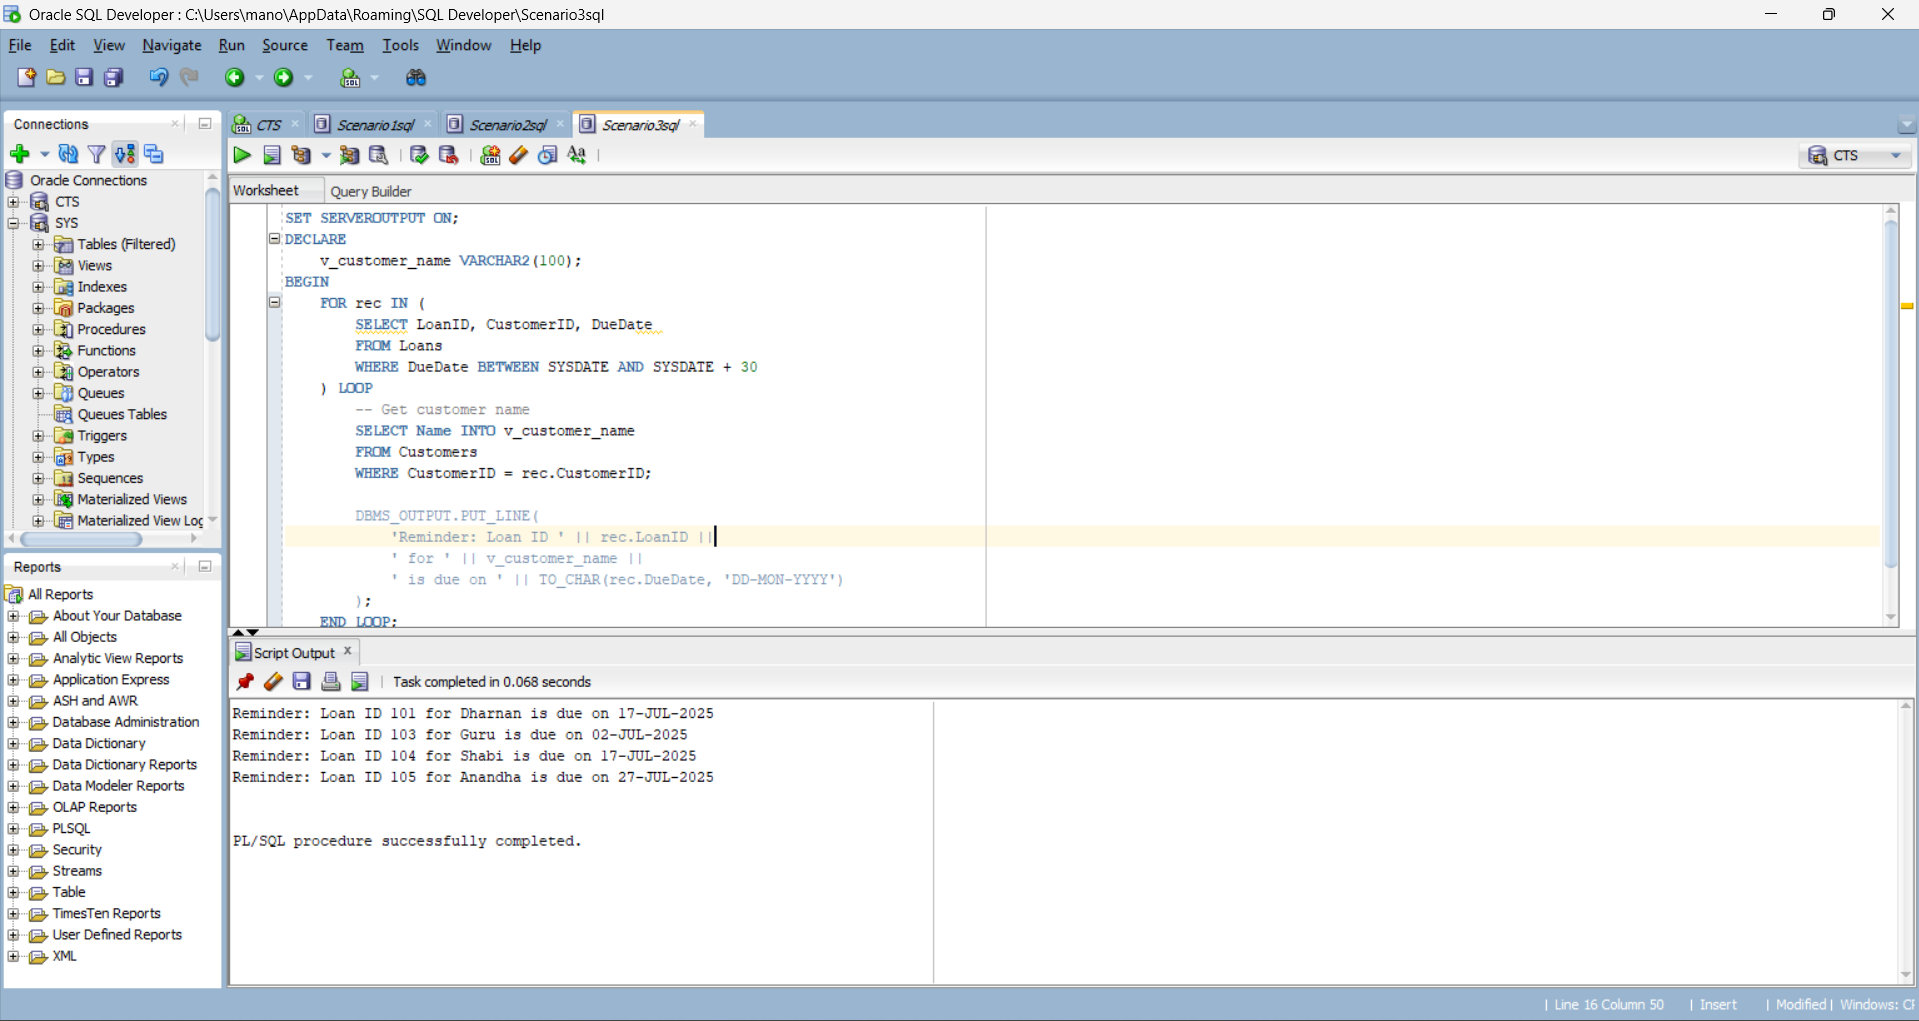 Oracle SQL Developer : C:\Users\mano\AppData\Roaming\SQL Developer\Scenario3sql
File Edit View Navigate Run Source Team Tools Window Help
Connections
Oracle Connections
CTS
SYS
Tables (Filtered)
Views
Indexes
Packages
Procedures
Functions
Operators
Queues
Queues Tables
Triggers
Types
Sequences
Materialized Views
Materialized View Log
Reports
All Reports
About Your Database
All Objects
Analytic View Reports
Application Express
ASH and AWR
Database Administration
Data Dictionary
Data Dictionary Reports
Data Modeler Reports
OLAP Reports
PLSQL
Security
Streams
Table
TimesTen Reports
User Defined Reports
XML
CTS Scenario1sql Scenario2sql Scenario3sql
CTS
Worksheet Query Builder
SET SERVEROUTPUT ON;
DECLARE
    v_customer_name VARCHAR2(100);
BEGIN
    FOR rec IN (
        SELECT LoanID, CustomerID, DueDate
        FROM Loans
        WHERE DueDate BETWEEN SYSDATE AND SYSDATE + 30
    ) LOOP
        -- Get customer name
        SELECT Name INTO v_customer_name
        FROM Customers
        WHERE CustomerID = rec.CustomerID;
        DBMS_OUTPUT.PUT_LINE(
            'Reminder: Loan ID ' || rec.LoanID ||
            ' for ' || v_customer_name ||
            ' is due on ' || TO_CHAR(rec.DueDate, 'DD-MON-YYYY')
        );
    END LOOP;
Script Output
Task completed in 0.068 seconds
Reminder: Loan ID 101 for Dharnan is due on 17-JUL-2025
Reminder: Loan ID 103 for Guru is due on 02-JUL-2025
Reminder: Loan ID 104 for Shabi is due on 17-JUL-2025
Reminder: Loan ID 105 for Anandha is due on 27-JUL-2025
PL/SQL procedure successfully completed.
| Line 16 Column 50 | Insert | Modified | Windows: